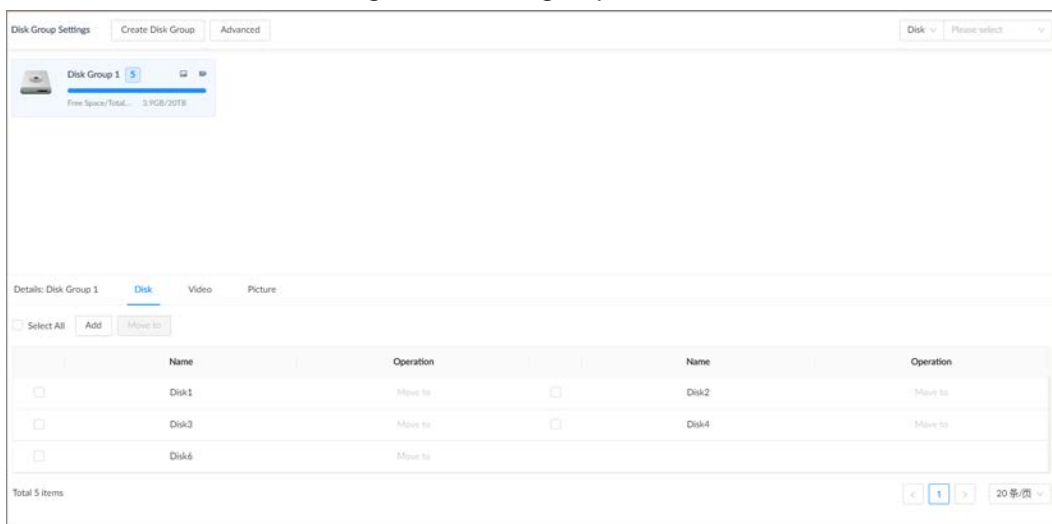 Disk Group Settings Create Disk Group Advanced Disk Please select
Disk Group 1 5
Free Space/Total... 3.9GB/20TB
Details: Disk Group 1 Disk Video Picture
Select All Add Move to
Name Operation Name Operation
Disk1 Move to Disk2 Move to
Disk3 Move to Disk4 Move to
Disk6 Move to
Total 5 items < 1 > 20 条/页